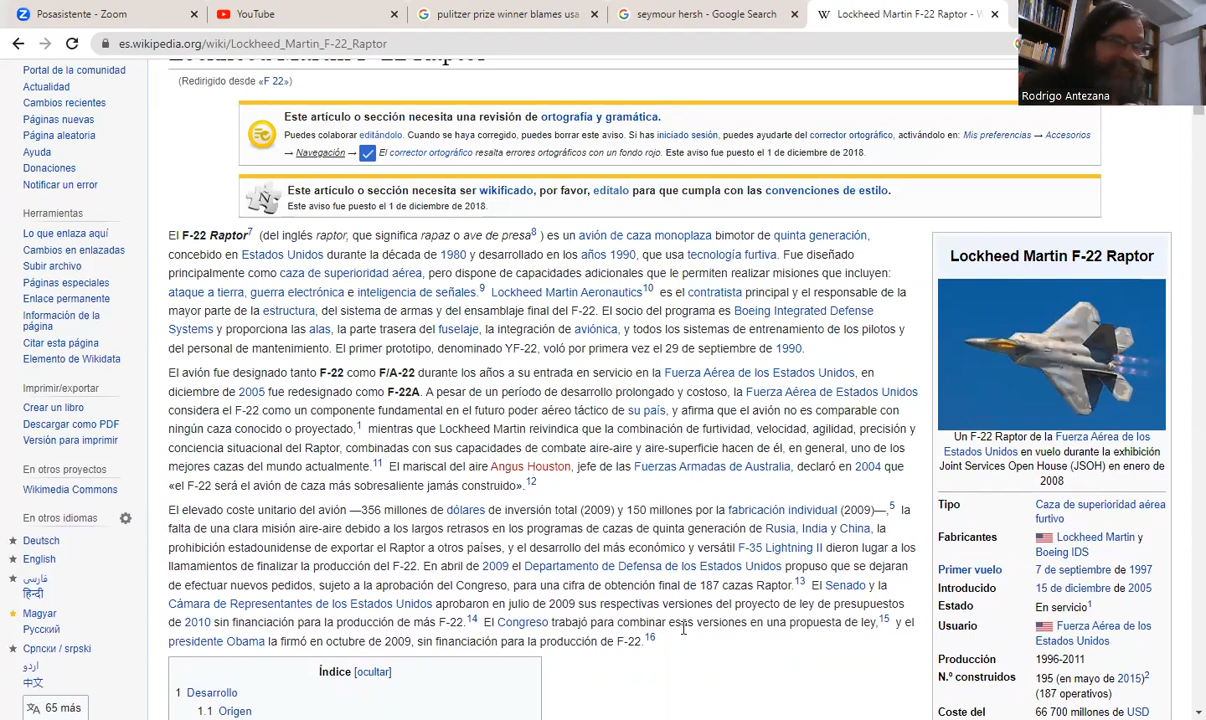 Posasistente - Zoom
YouTube
pulitzer prize winner blames usa
seymour hersh - Google Search
Lockheed Martin F-22 Raptor - W
es.wikipedia.org/wiki/Lockheed_Martin_F-22_Raptor
Rodrigo Antezana
Portal de la comunidad
Actualidad
Cambios recientes
Páginas nuevas
Página aleatoria
Ayuda
Donaciones
Notificar un error
Herramientas
Lo que enlaza aquí
Cambios en enlazadas
Subir archivo
Páginas especiales
Enlace permanente
Información de la
página
Citar esta página
Elemento de Wikidata
Imprimir/exportar
Crear un libro
Descargar como PDF
Versión para imprimir
En otros proyectos
Wikimedia Commons
En otros idiomas
Deutsch
English
فارسی
हिन्दी
Magyar
Русский
Српски / srpski
اردو
中文
65 más
Lockheed Martin F-22 Raptor
(Redirigido desde «F 22»)
Este artículo o sección necesita una revisión de ortografía y gramática.
Puedes colaborar editándolo. Cuando se haya corregido, puedes borrar este aviso. Si has iniciado sesión, puedes ayudarte del corrector ortográfico, activándolo en: Mis preferencias → Accesorios
→ Navegación → El corrector ortográfico resalta errores ortográficos con un fondo rojo. Este aviso fue puesto el 1 de diciembre de 2018.
Este artículo o sección necesita ser wikificado, por favor, edítalo para que cumpla con las convenciones de estilo.
Este aviso fue puesto el 1 de diciembre de 2018.
El F-22 Raptor7 (del inglés raptor, que significa rapaz o ave de presa8 ) es un avión de caza monoplaza bimotor de quinta generación,
concebido en Estados Unidos durante la década de 1980 y desarrollado en los años 1990, que usa tecnología furtiva. Fue diseñado
principalmente como caza de superioridad aérea, pero dispone de capacidades adicionales que le permiten realizar misiones que incluyen:
ataque a tierra, guerra electrónica e inteligencia de señales.9 Lockheed Martin Aeronautics10 es el contratista principal y el responsable de la
mayor parte de la estructura, del sistema de armas y del ensamblaje final del F-22. El socio del programa es Boeing Integrated Defense
Systems y proporciona las alas, la parte trasera del fuselaje, la integración de aviónica, y todos los sistemas de entrenamiento de los pilotos y
del personal de mantenimiento. El primer prototipo, denominado YF-22, voló por primera vez el 29 de septiembre de 1990.
El avión fue designado tanto F-22 como F/A-22 durante los años a su entrada en servicio en la Fuerza Aérea de los Estados Unidos, en
diciembre de 2005 fue redesignado como F-22A. A pesar de un período de desarrollo prolongado y costoso, la Fuerza Aérea de Estados Unidos
considera el F-22 como un componente fundamental en el futuro poder aéreo táctico de su país, y afirma que el avión no es comparable con
ningún caza conocido o proyectado,1 mientras que Lockheed Martin reivindica que la combinación de furtividad, velocidad, agilidad, precisión y
conciencia situacional del Raptor, combinadas con sus capacidades de combate aire-aire y aire-superficie hacen de él, en general, uno de los
mejores cazas del mundo actualmente.11 El mariscal del aire Angus Houston, jefe de las Fuerzas Armadas de Australia, declaró en 2004 que
«el F-22 será el avión de caza más sobresaliente jamás construido».12
El elevado coste unitario del avión —356 millones de dólares de inversión total (2009) y 150 millones por la fabricación individual (2009)—,5 la
falta de una clara misión aire-aire debido a los largos retrasos en los programas de cazas de quinta generación de Rusia, India y China, la
prohibición estadounidense de exportar el Raptor a otros países, y el desarrollo del más económico y versátil F-35 Lightning II dieron lugar a los
llamamientos de finalizar la producción del F-22. En abril de 2009 el Departamento de Defensa de los Estados Unidos propuso que se dejaran
de efectuar nuevos pedidos, sujeto a la aprobación del Congreso, para una cifra de obtención final de 187 cazas Raptor.13 El Senado y la
Cámara de Representantes de los Estados Unidos aprobaron en julio de 2009 sus respectivas versiones del proyecto de ley de presupuestos
de 2010 sin financiación para la producción de más F-22.14 El Congreso trabajó para combinar esas versiones en una propuesta de ley,15 y el
presidente Obama la firmó en octubre de 2009, sin financiación para la producción de F-22.16
Índice [ocultar]
1 Desarrollo
1.1 Origen
Lockheed Martin F-22 Raptor
Un F-22 Raptor de la Fuerza Aérea de los
Estados Unidos en vuelo durante la exhibición
Joint Services Open House (JSOH) en enero de
2008
Tipo Caza de superioridad aérea
furtivo
Fabricantes Lockheed Martin y
Boeing IDS
Primer vuelo 7 de septiembre de 1997
Introducido 15 de diciembre de 2005
Estado En servicio1
Usuario Fuerza Aérea de los
Estados Unidos
Producción 1996-2011
N.º construidos 195 (en mayo de 2015)2
(187 operativos)
Coste del 66 700 millones de USD